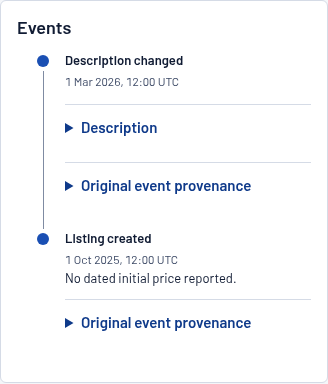 Events
Description changed
1 Mar 2026, 12:00 UTC
Description
Original event provenance
Listing created
1 Oct 2025, 12:00 UTC
No dated initial price reported.
Original event provenance